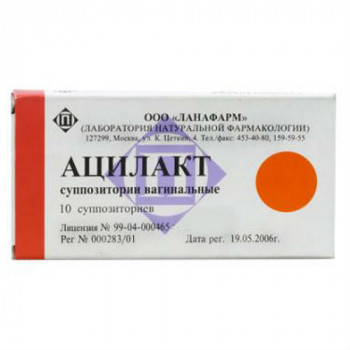 ООО "ЛАНАФАРМ"
(ЛАБОРАТОРИЯ НАТУРАЛЬНОЙ ФАРМАКОЛОГИИ)
127299, Москва, ул. К. Цеткин, 4. Тел./факс: 453-40-80, 159-59-55
АЦИЛАКТ
суппозитории вагинальные
10 суппозиториев
Лицензия № 99-04-000465
Рег № 000283/01 Дата рег. 19.05.2006г.